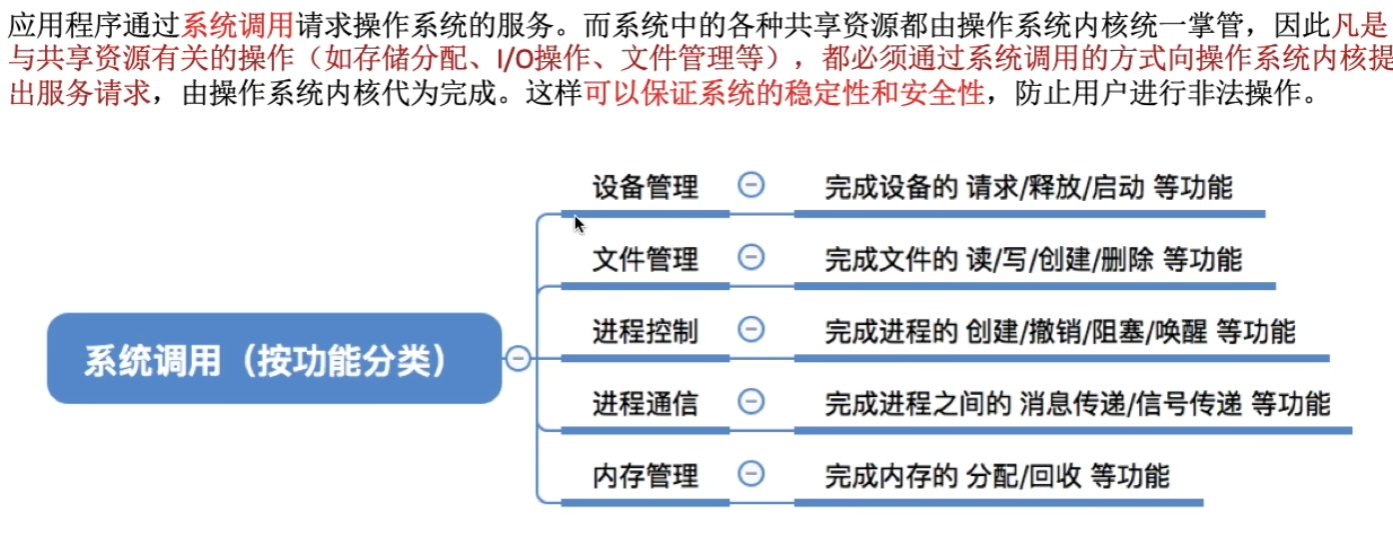 应用程序通过系统调用请求操作系统的服务。而系统中的各种共享资源都由操作系统内核统一掌管，因此凡是
与共享资源有关的操作（如存储分配、I/O操作、文件管理等），都必须通过系统调用的方式向操作系统内核提
出服务请求，由操作系统内核代为完成。这样可以保证系统的稳定性和安全性，防止用户进行非法操作。
系统调用（按功能分类）
设备管理 完成设备的 请求/释放/启动 等功能
文件管理 完成文件的 读/写/创建/删除 等功能
进程控制 完成进程的 创建/撤销/阻塞/唤醒 等功能
进程通信 完成进程之间的 消息传递/信号传递 等功能
内存管理 完成内存的 分配/回收 等功能